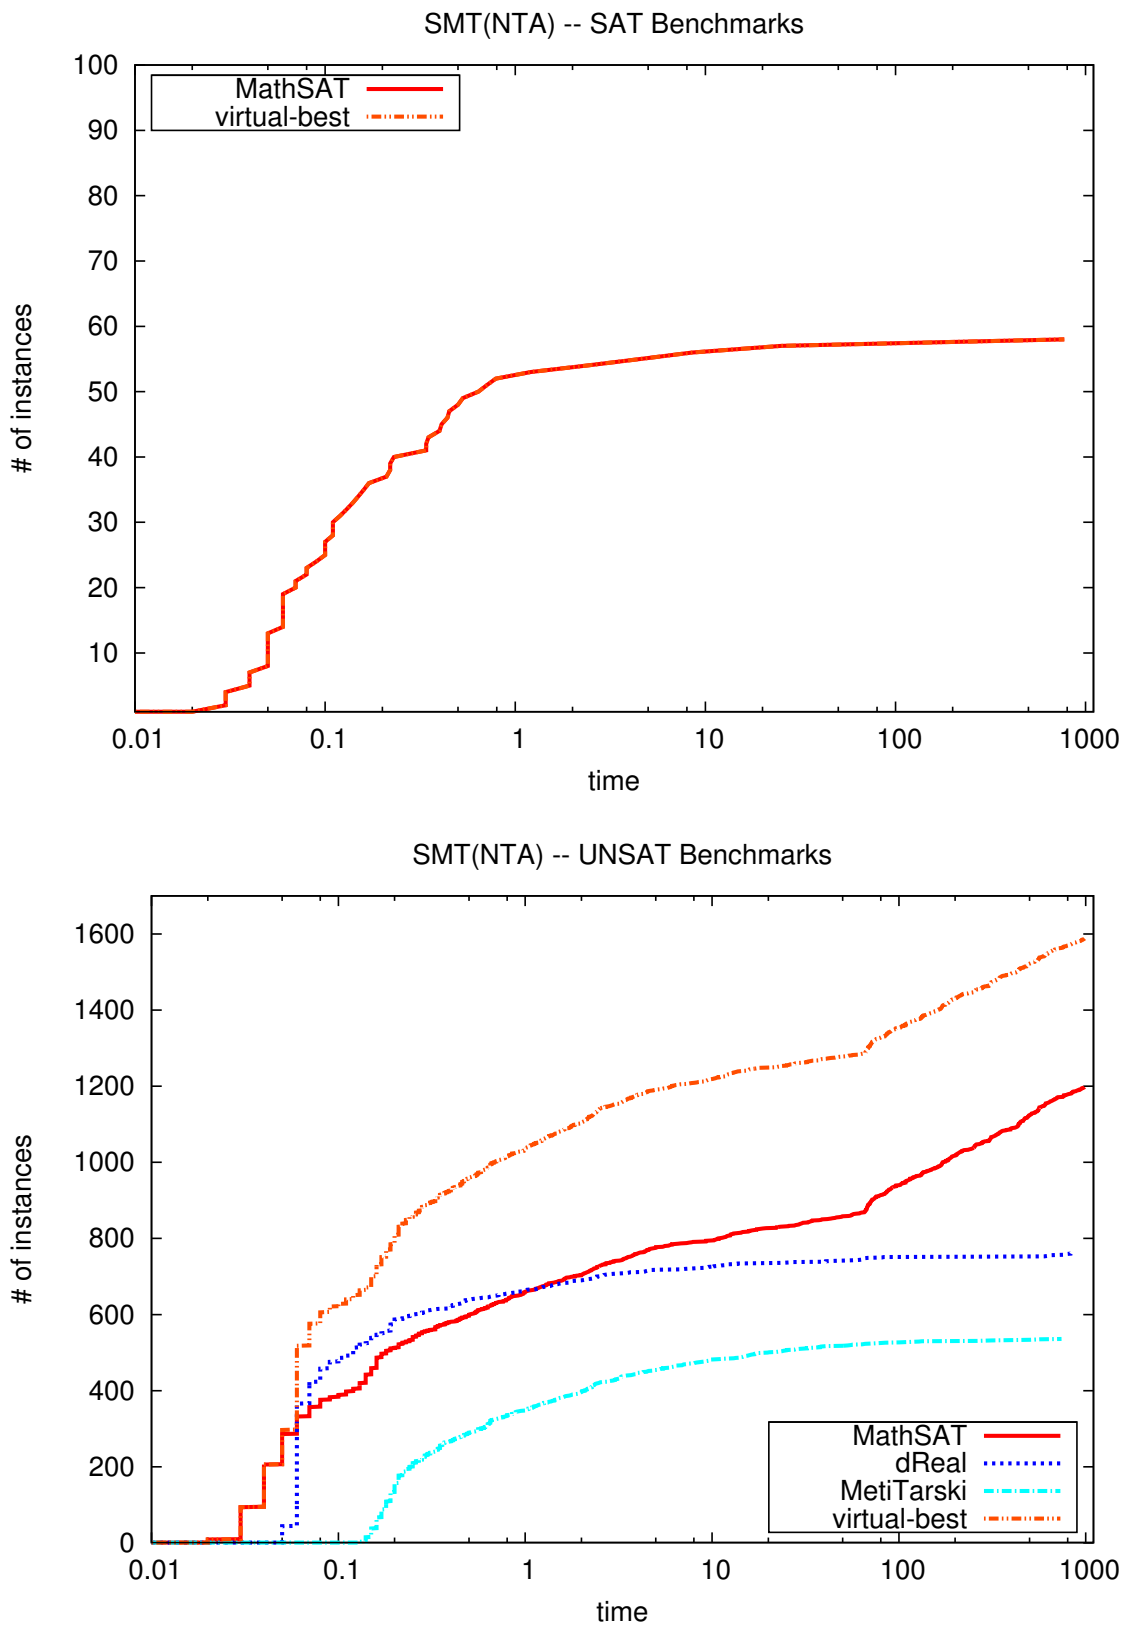 SMT(NTA) -- SAT Benchmarks
100
90
80
70
60
50
40
30
20
10
# of instances
MathSAT
virtual-best
0.01 0.1 1 10 100 1000
time
SMT(NTA) -- UNSAT Benchmarks
1600
1400
1200
1000
800
600
400
200
0
# of instances
MathSAT
dReal
MetiTarski
virtual-best
0.01 0.1 1 10 100 1000
time